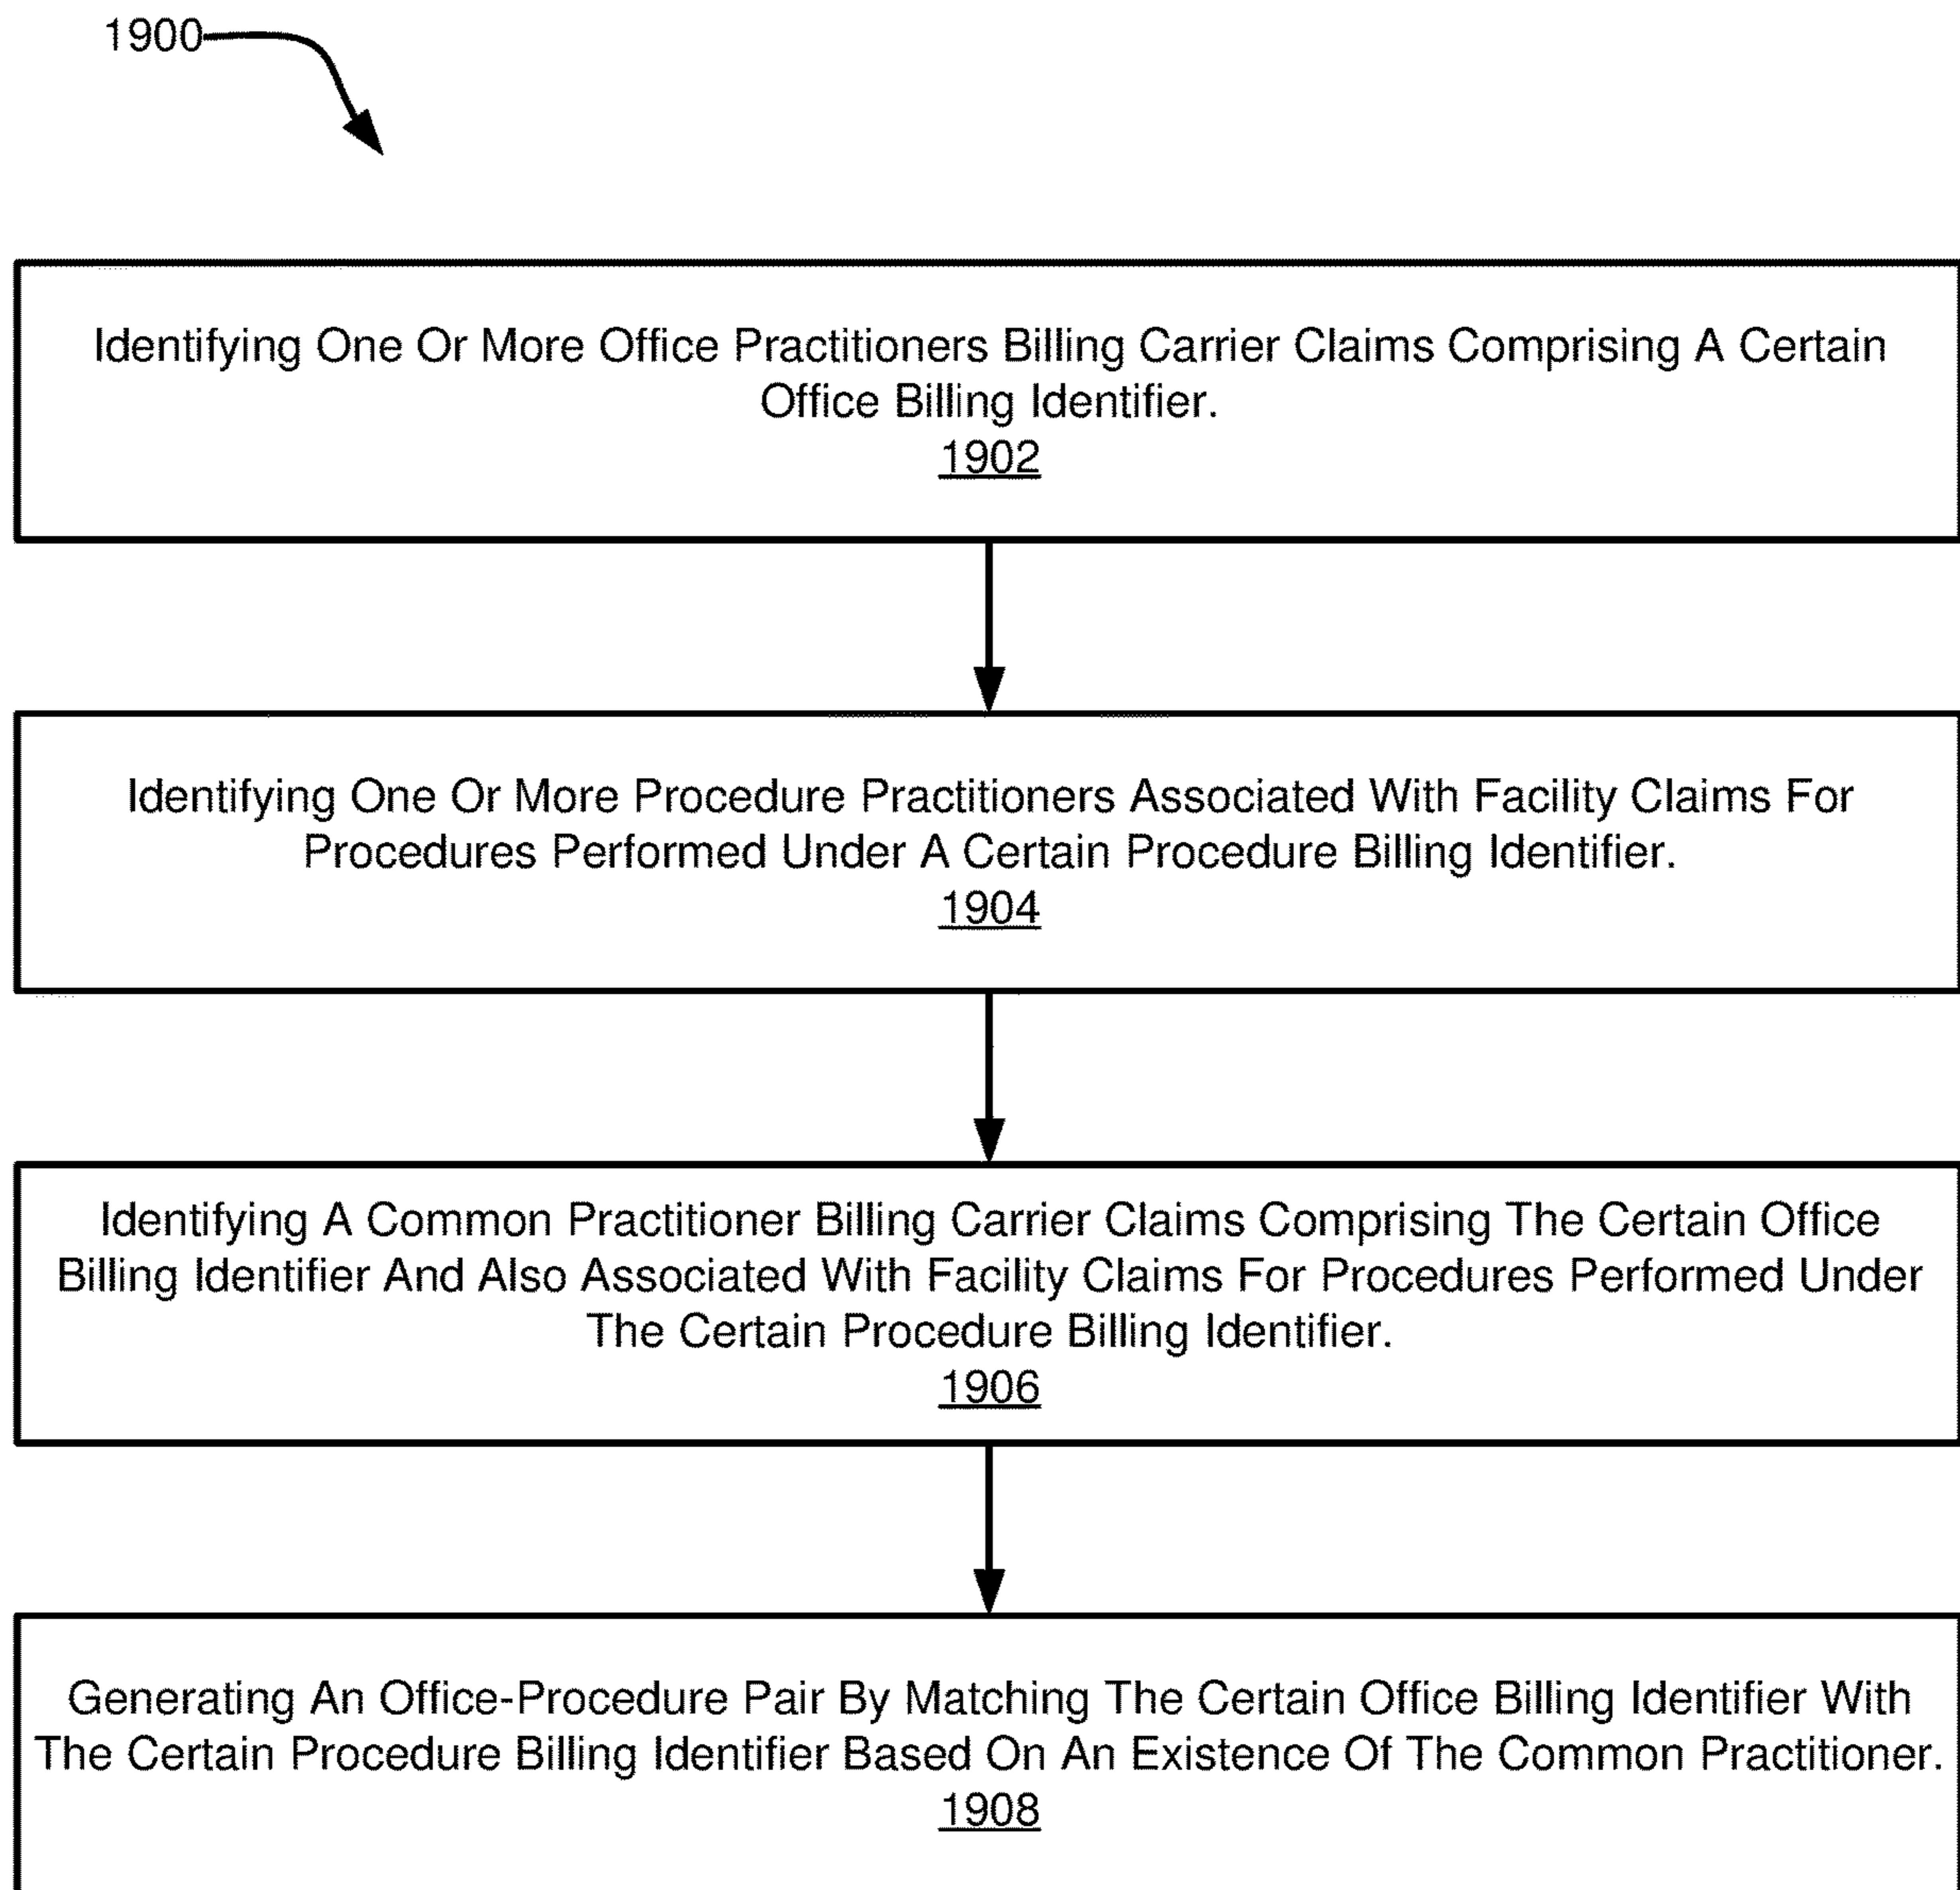 1900
Identifying One Or More Office Practitioners Billing Carrier Claims Comprising A Certain
Office Billing Identifier.
1902
Identifying One Or More Procedure Practitioners Associated With Facility Claims For
Procedures Performed Under A Certain Procedure Billing Identifier.
1904
Identifying A Common Practitioner Billing Carrier Claims Comprising The Certain Office
Billing Identifier And Also Associated With Facility Claims For Procedures Performed Under
The Certain Procedure Billing Identifier.
1906
Generating An Office-Procedure Pair By Matching The Certain Office Billing Identifier With
The Certain Procedure Billing Identifier Based On An Existence Of The Common Practitioner.
1908